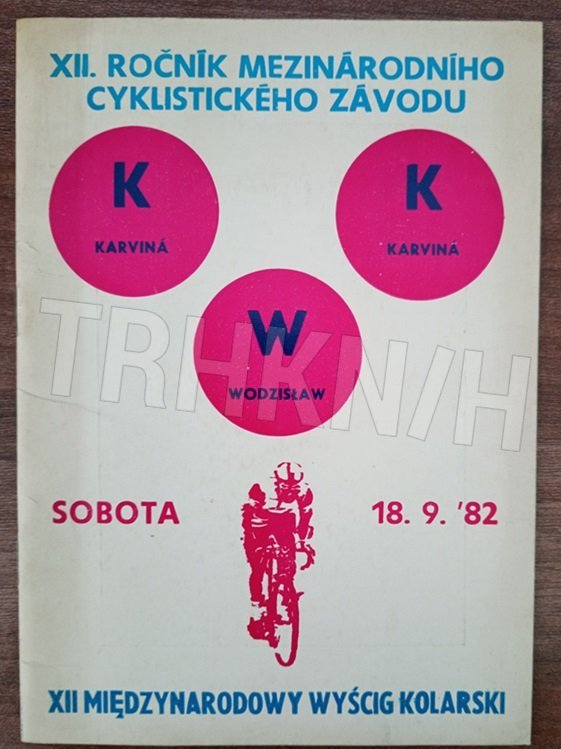 XII. ROČNÍK MEZINÁRODNÍHO
CYKLISTICKÉHO ZÁVODU
K
KARVINÁ
K
KARVINÁ
W
WODZISŁAW
TRHKNIH
SOBOTA 18. 9. '82
XII MIĘDZYNARODOWY WYŚCIG KOLARSKI